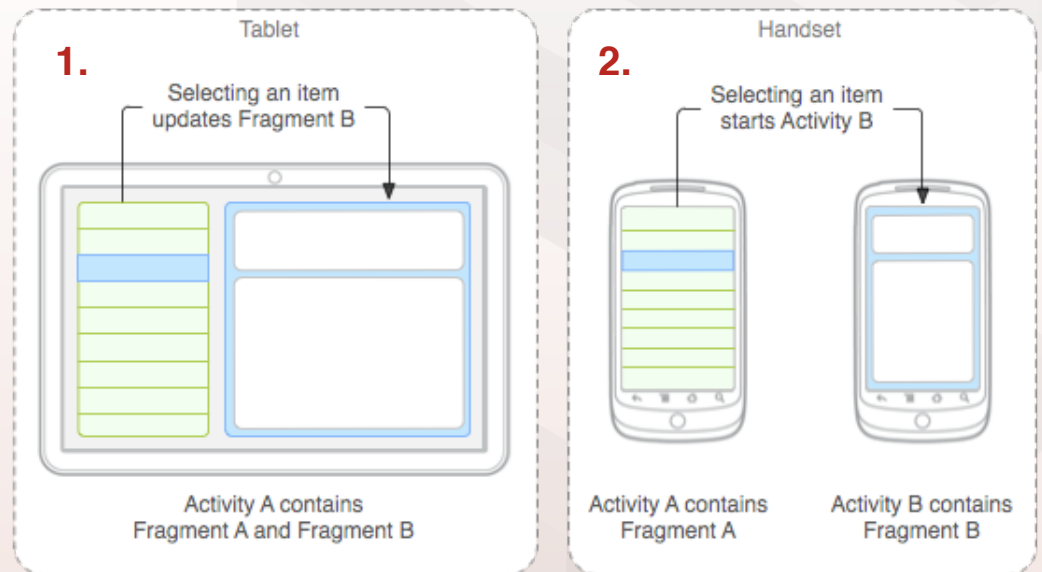 Tablet
1.
Selecting an item
updates Fragment B
Activity A contains
Fragment A and Fragment B
Handset
2.
Selecting an item
starts Activity B
Activity A contains
Fragment A
Activity B contains
Fragment B